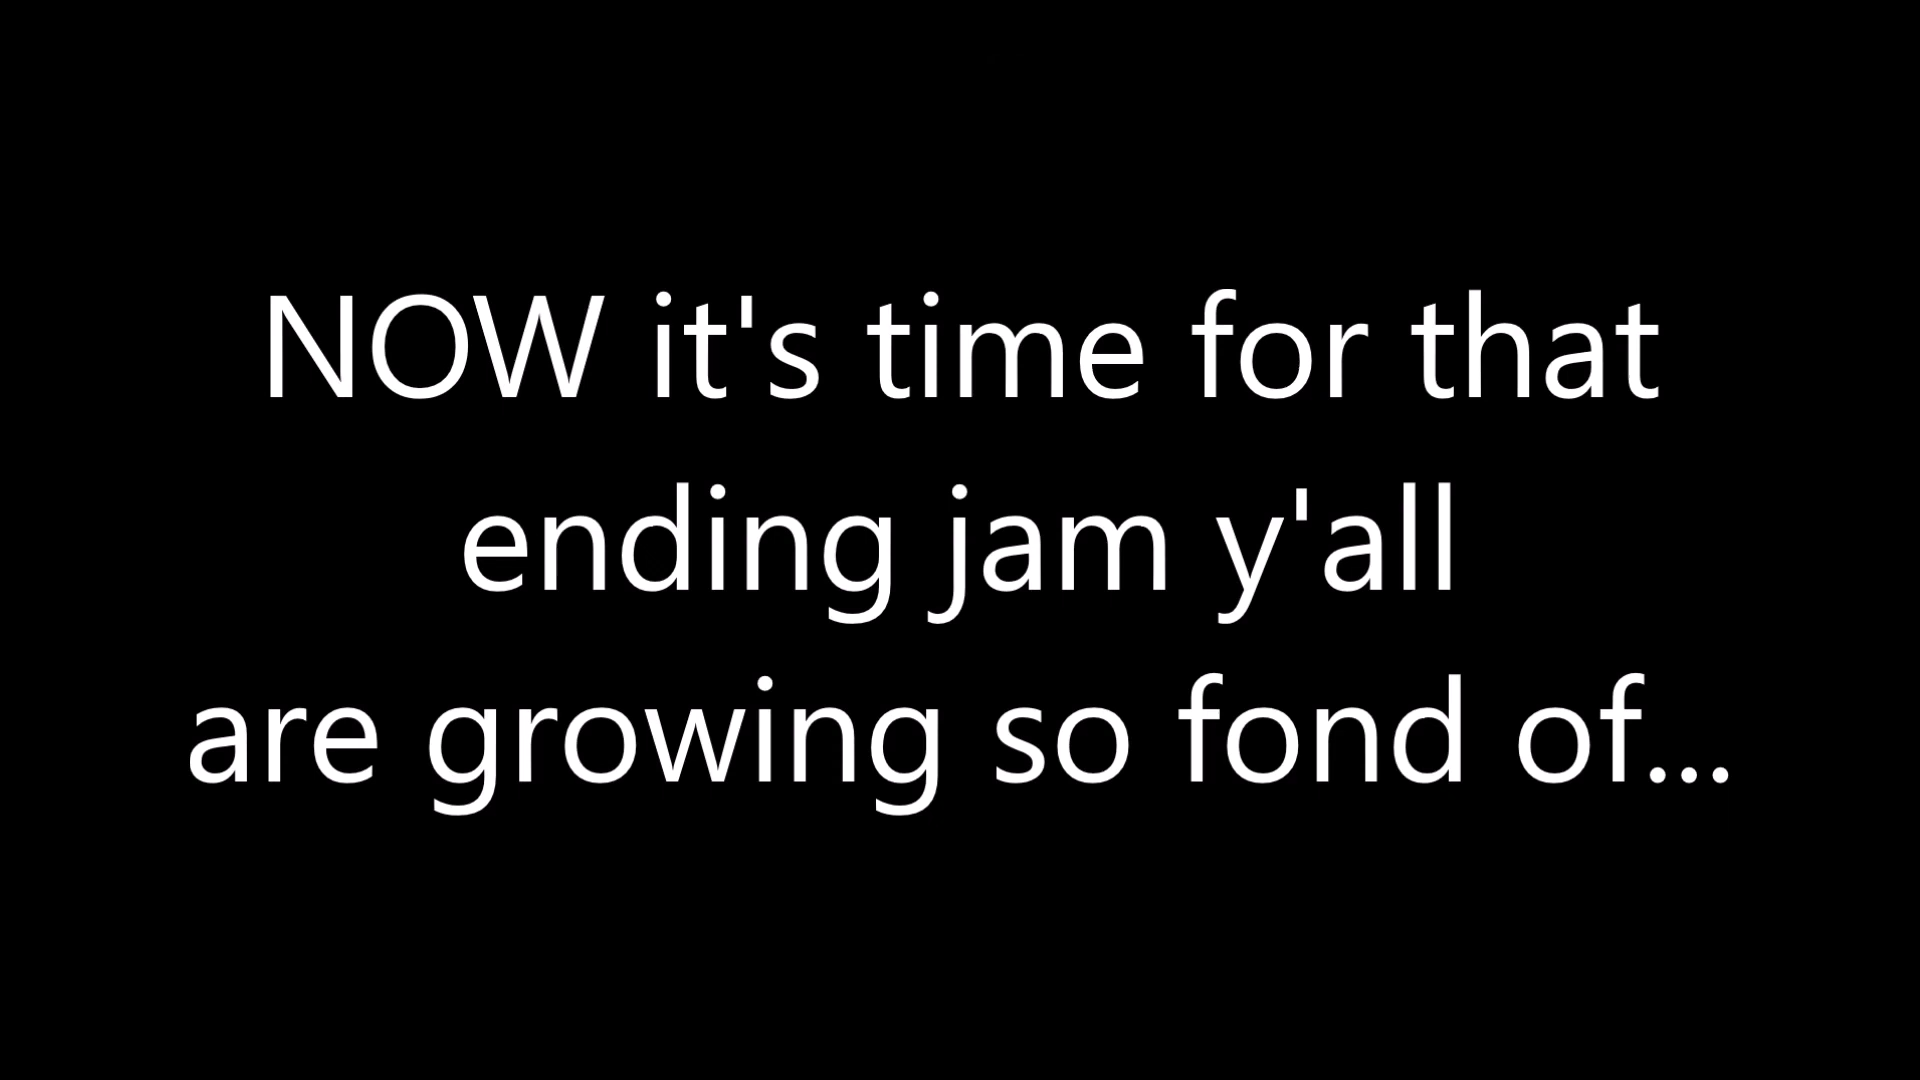 NOW it's time for that
ending jam y'all
are growing so fond of...